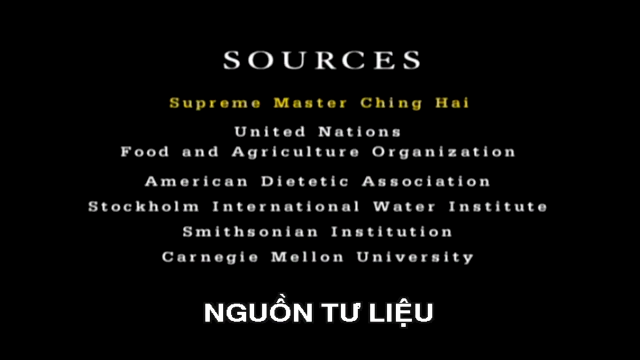 SOURCES
Supreme Master Ching Hai
United Nations
Food and Agriculture Organization
American Dietetic Association
Stockholm International Water Institute
Smithsonian Institution
Carnegie Mellon University
NGUỒN TƯ LIỆU